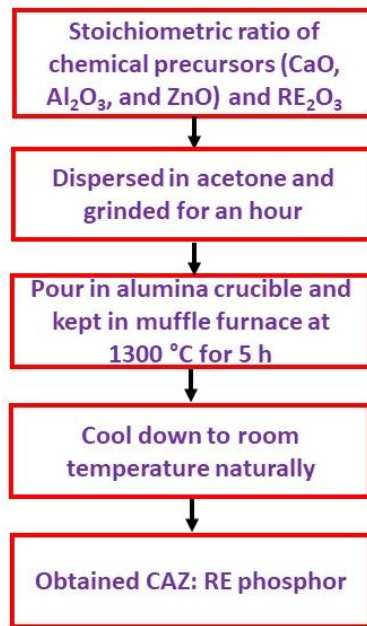 Stoichiometric ratio of
chemical precursors (CaO,
Al₂O₃, and ZnO) and RE₂O₃
Dispersed in acetone and
grinded for an hour
Pour in alumina crucible and
kept in muffle furnace at
1300 °C for 5 h
Cool down to room
temperature naturally
Obtained CAZ: RE phosphor